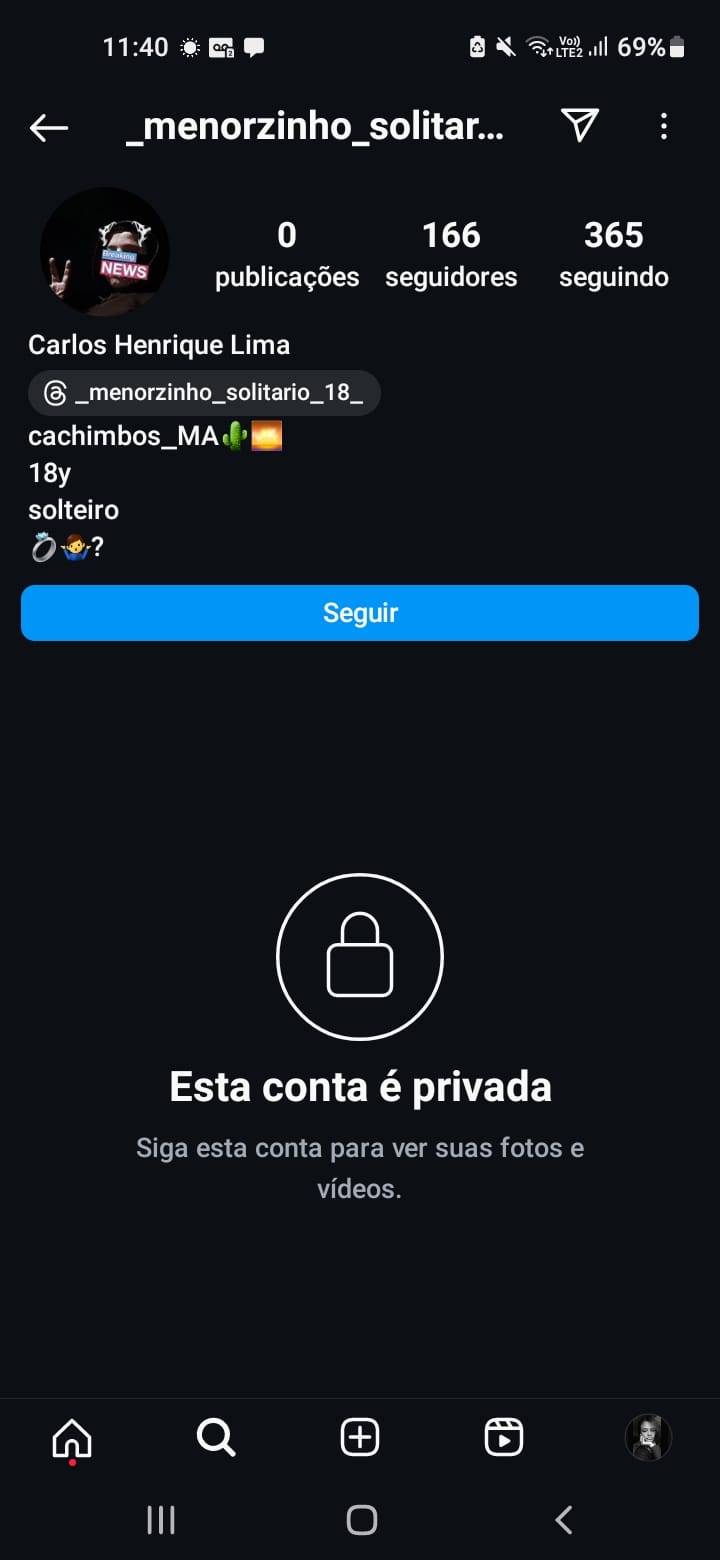 11:40
Vo)) LTE2 69%
_menorzinho_solitar...
0 publicações
166 seguidores
365 seguindo
Breaking
NEWS
Carlos Henrique Lima
_menorzinho_solitario_18_
cachimbos_MA🌵🌅
18y
solteiro
💍🤷‍♂️?
Seguir
Esta conta é privada
Siga esta conta para ver suas fotos e
vídeos.